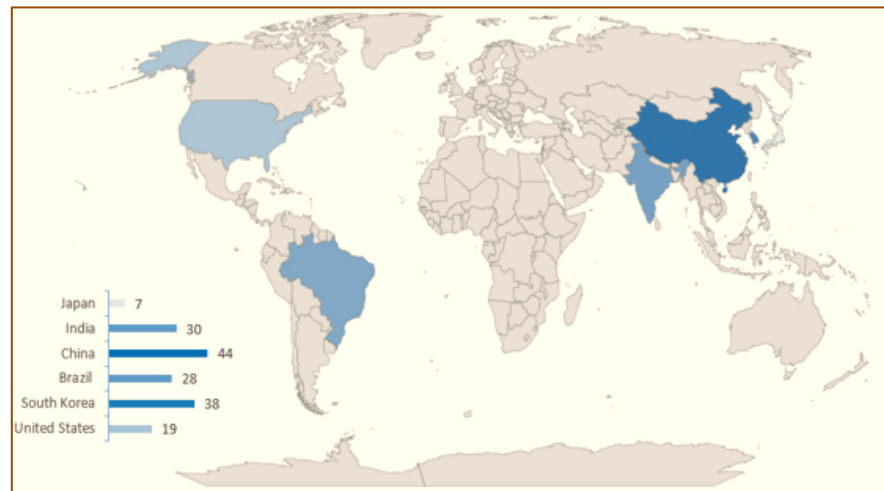 Japan 7
India 30
China 44
Brazil 28
South Korea 38
United States 19